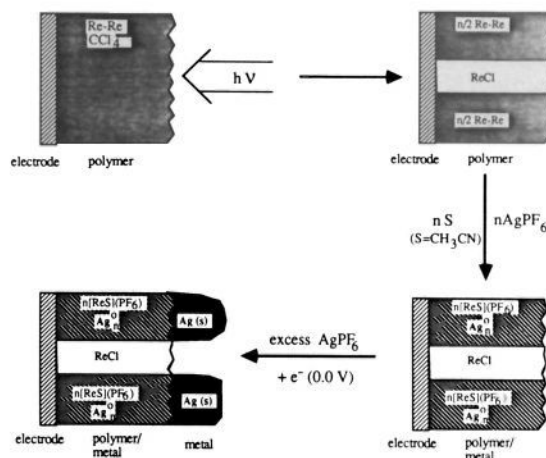 Re-Re
CCl4
hν
electrode
polymer
n/2 Re-Re
ReCl
n/2 Re-Re
electrode
polymer
n S
(S=CH3CN)
nAgPF6
n[ReS](PF6)
Ag n o
ReCl
n[ReS](PF6)
Ag n o
electrode
polymer/
metal
excess AgPF6
+ e- (0.0 V)
n[ReS](PF6)
Ag n o
Ag (s)
ReCl
n[ReS](PF6)
Ag n o
Ag (s)
electrode
polymer/
metal
metal